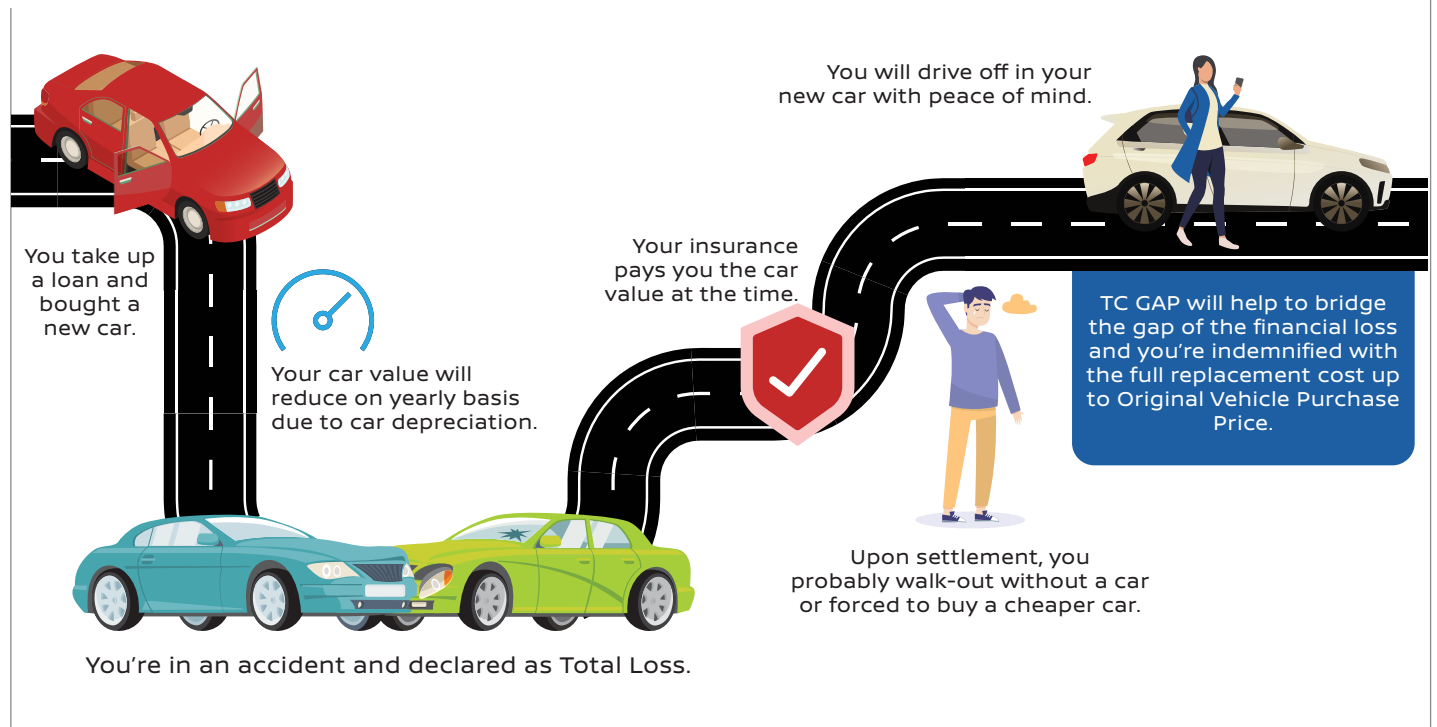 You take up
a loan and
bought a
new car.
Your car value will
reduce on yearly basis
due to car depreciation.
You're in an accident and declared as Total Loss.
Your insurance
pays you the car
value at the time.
Upon settlement, you
probably walk-out without a car
or forced to buy a cheaper car.
TC GAP will help to bridge
the gap of the financial loss
and you're indemnified with
the full replacement cost up
to Original Vehicle Purchase
Price.
You will drive off in your
new car with peace of mind.